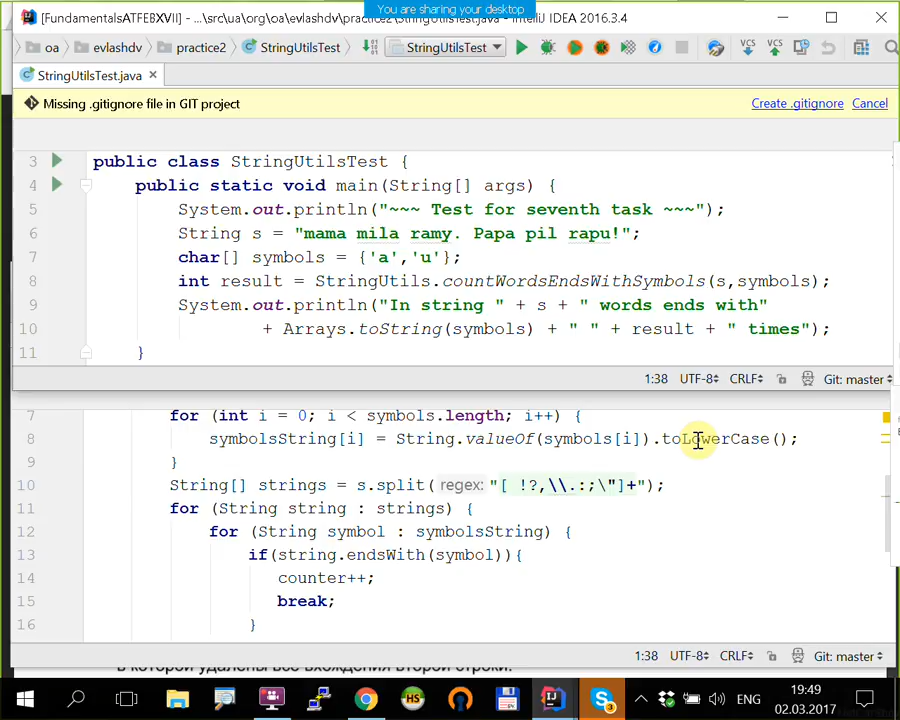 You are sharing your desktop
[FundamentalsATFEBXVII] - ...\src\ua\org\oa\evlashdv\practice2\StringUtilsTest.java - IntelliJ IDEA 2016.3.4
oa evlashdv practice2 StringUtilsTest StringUtilsTest VCS VCS
StringUtilsTest.java
Missing .gitignore file in GIT project Create .gitignore Cancel
3 public class StringUtilsTest {
4 public static void main(String[] args) {
5 System.out.println("~~~ Test for seventh task ~~~");
6 String s = "mama mila ramy. Papa pil rapu!";
7 char[] symbols = {'a','u'};
8 int result = StringUtils.countWordsEndsWithSymbols(s,symbols);
9 System.out.println("In string " + s + " words ends with"
10 + Arrays.toString(symbols) + " " + result + " times");
11 }
1:38 UTF-8 CRLF Git: master
7 for (int i = 0; i < symbols.length; i++) {
8 symbolsString[i] = String.valueOf(symbols[i]).toLowerCase();
9 }
10 String[] strings = s.split( regex: "[ !?,\\.:;\"]+");
11 for (String string : strings) {
12 for (String symbol : symbolsString) {
13 if(string.endsWith(symbol)){
14 counter++;
15 break;
16 }
1:38 UTF-8 CRLF Git: master
в которой удалены все вхождения второй строки.
HS S 3 ENG 19:49
02.03.2017